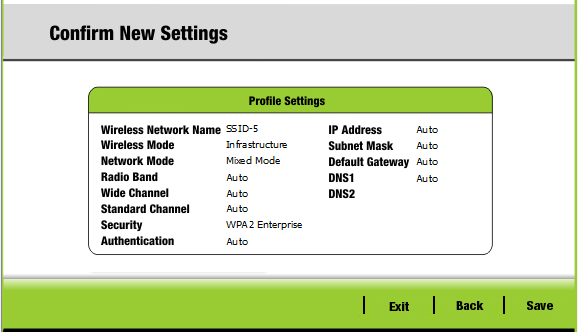 Confirm New Settings
Profile Settings
Wireless Network Name SSID-5
Wireless Mode Infrastructure
Network Mode Mixed Mode
Radio Band Auto
Wide Channel Auto
Standard Channel Auto
Security WPA2 Enterprise
Authentication Auto
IP Address Auto
Subnet Mask Auto
Default Gateway Auto
DNS1 Auto
DNS2
Exit Back Save